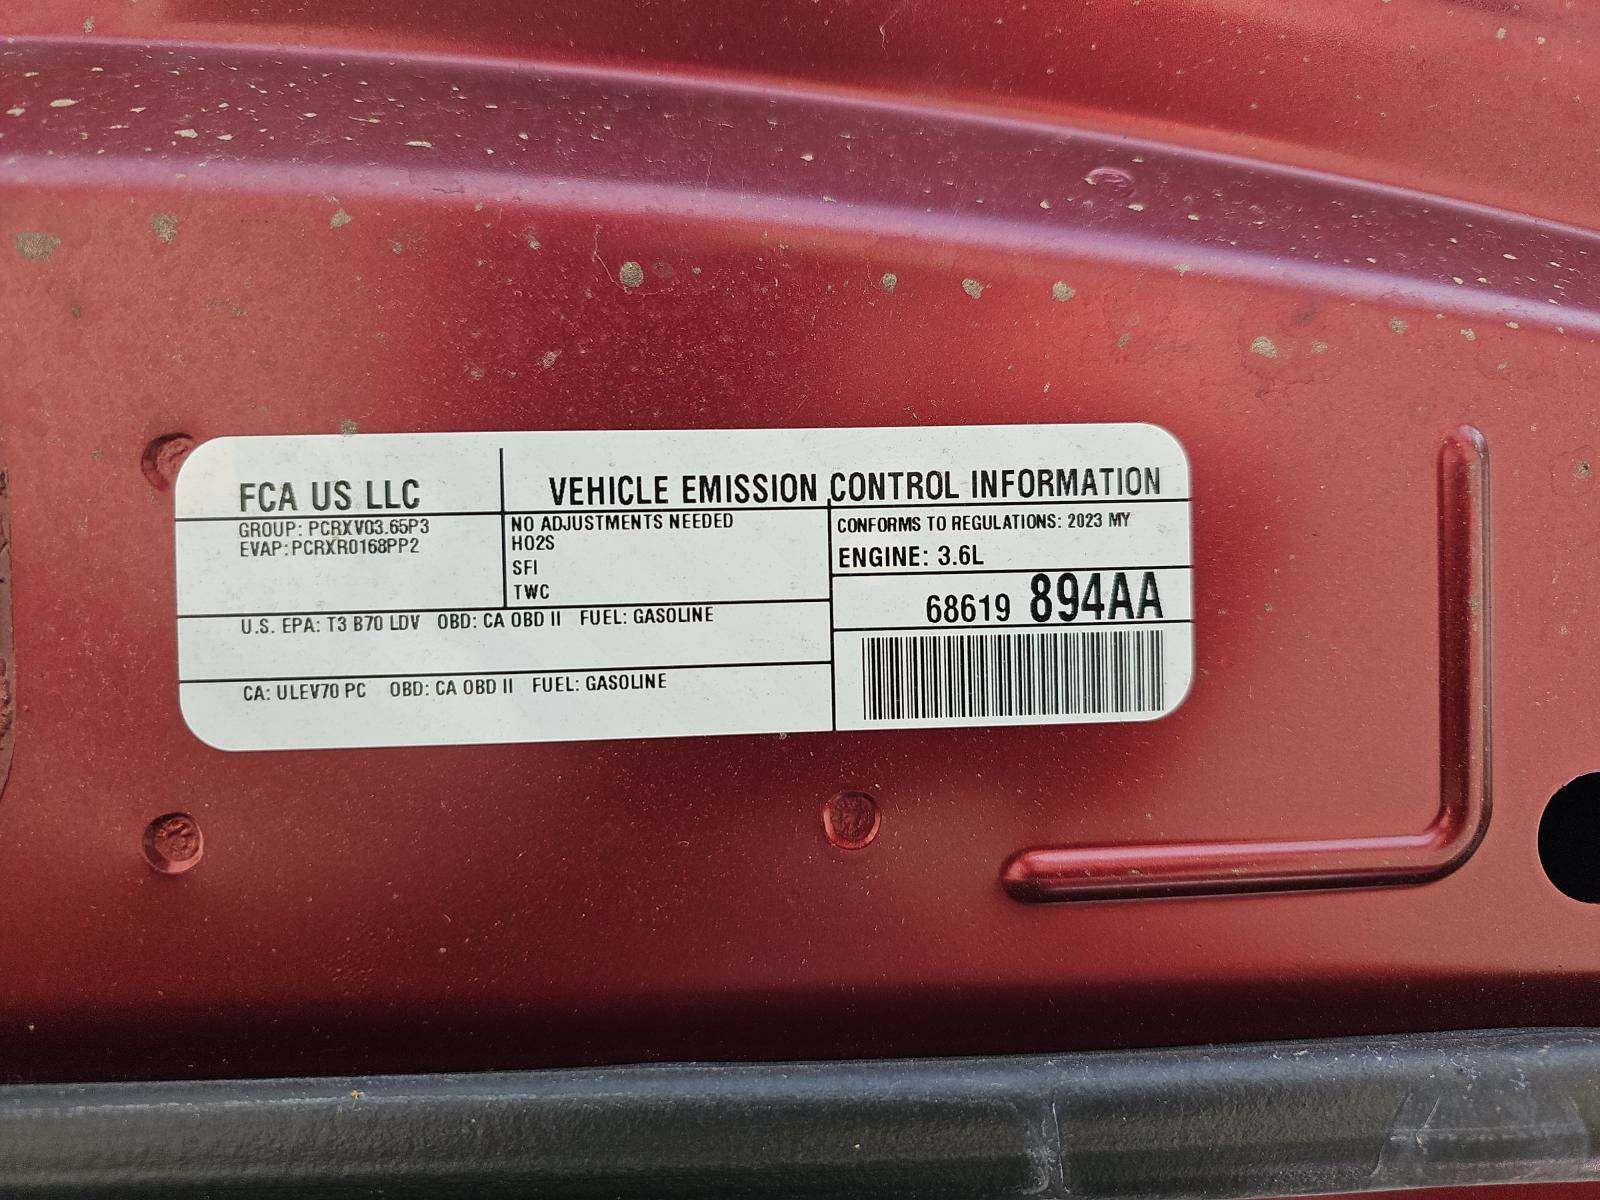 FCA US LLC
VEHICLE EMISSION CONTROL INFORMATION
GROUP: PCRXV03.65P3
EVAP: PCRXR0168PP2
NO ADJUSTMENTS NEEDED
HO2S
SFI
TWC
CONFORMS TO REGULATIONS: 2023 MY
ENGINE: 3.6L
68619 894AA
U.S. EPA: T3 B70 LDV OBD: CA OBD II FUEL: GASOLINE
CA: ULEV70 PC OBD: CA OBD II FUEL: GASOLINE